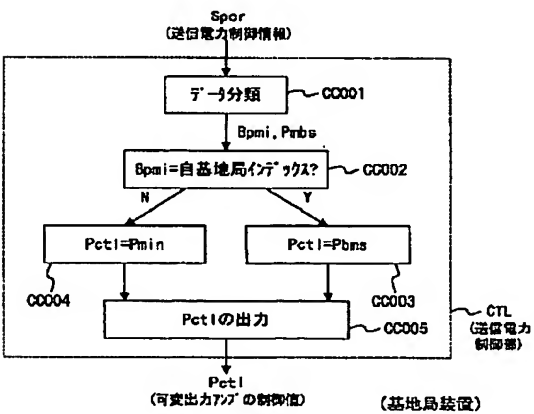 Spor
(送信電力制御情報)
データ分類
CC001
Bpmi, Pmbs
Bpmi=自基地局インデックス?
CC002
N
Y
Pctl=Pmin
Pctl=Pbms
CC004
CC003
Pctlの出力
CC005
CTL
(送信電力
制御部)
Pctl
(可変出力アンプの制御値)
(基地局装置)